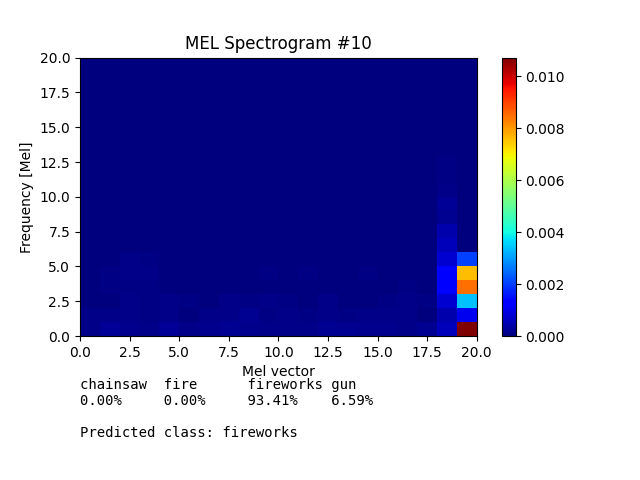 MEL Spectrogram #10
Frequency [Mel]
20.0
17.5
15.0
12.5
10.0
7.5
5.0
2.5
0.0
0.0 2.5 5.0 7.5 10.0 12.5 15.0 17.5 20.0
Mel vector
0.010
0.008
0.006
0.004
0.002
0.000
chainsaw fire fireworks gun
0.00% 0.00% 93.41% 6.59%
Predicted class: fireworks